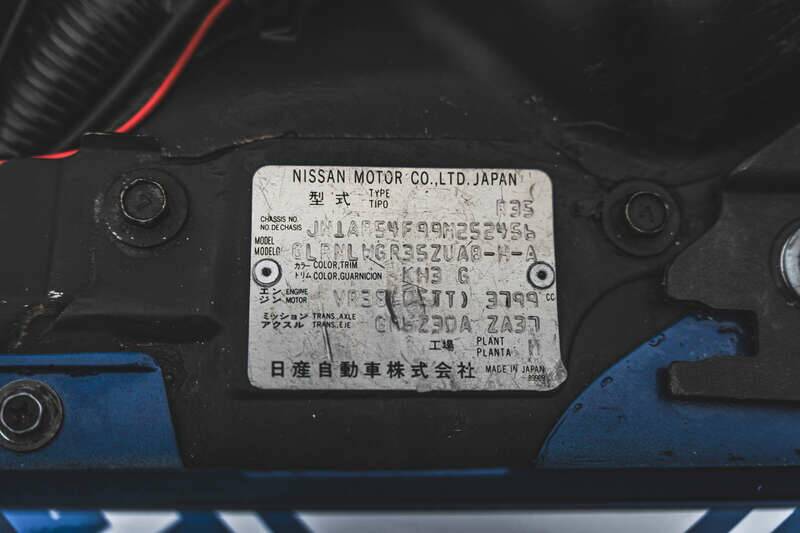 NISSAN MOTOR CO.,LTD.JAPAN
型式 TYPE TIPO R35
CHASSIS NO. NO.DECHASIS
MODEL MODELO
カラー トリム COLOR,TRIM COLOR,GUARNICION KH3 G
エンジン ENGINE MOTOR 3799 cc
ミッション アクスル TRANS.AXLE TRANS.EJE ZA37
工場 PLANT PLANTA M
日産自動車株式会社 MADE IN JAPAN